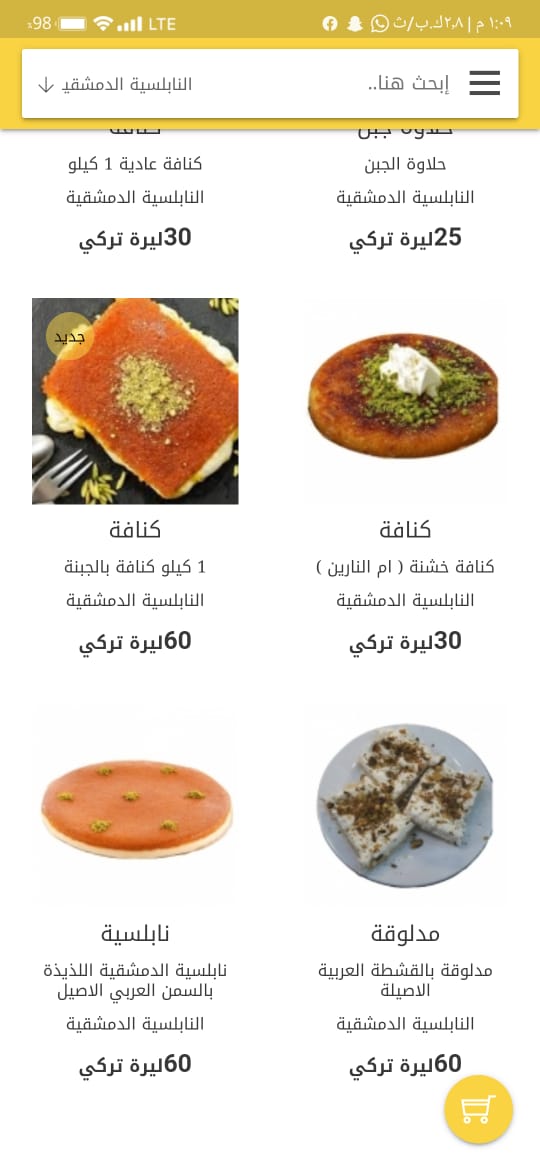 ١:٠٩ م | ٢٫٨ك.ب/ث
LTE
%98
إبحث هنا..
النابلسية الدمشقي
حلاوة جبن
حلاوة الجبن
النابلسية الدمشقية
25ليرة تركي
كنافة
كنافة عادية 1 كيلو
النابلسية الدمشقية
30ليرة تركي
كنافة
كنافة خشنة ( ام النارين )
النابلسية الدمشقية
30ليرة تركي
جديد
كنافة
1 كيلو كنافة بالجبنة
النابلسية الدمشقية
60ليرة تركي
مدلوقة
مدلوقة بالقشطة العربية
الاصيلة
النابلسية الدمشقية
60ليرة تركي
نابلسية
نابلسية الدمشقية اللذيذة
بالسمن العربي الاصيل
النابلسية الدمشقية
60ليرة تركي